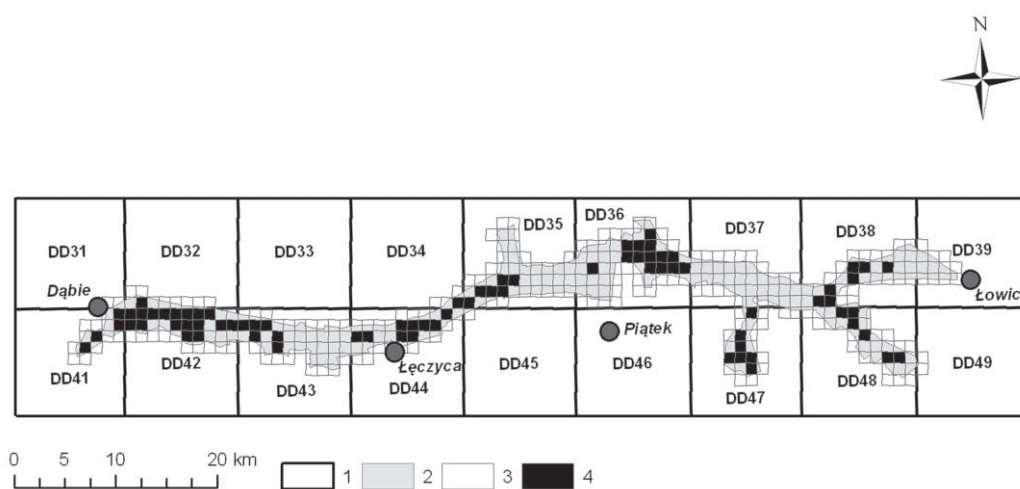 N
DD31 DD32 DD33 DD34 DD35 DD36 DD37 DD38 DD39
Dąbie
Łowicz
Piątek
Łęczyca
DD41 DD42 DD43 DD44 DD45 DD46 DD47 DD48 DD49
0 5 10 20 km
1 2 3 4